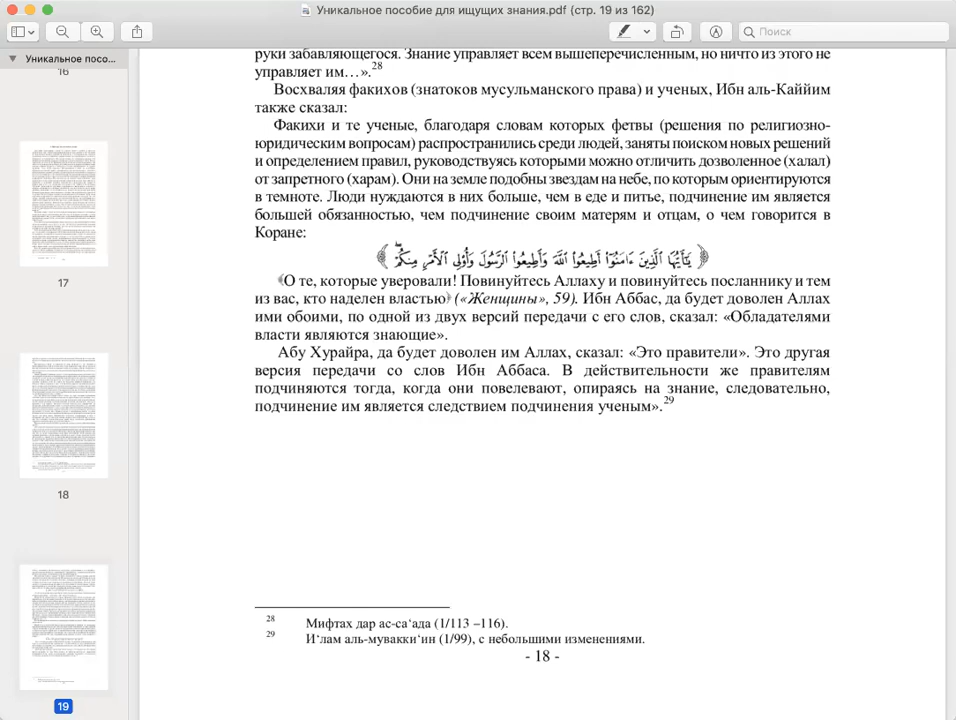 Уникальное пособие для ищущих знания.pdf (стр. 19 из 162)
Поиск
Уникальное посо...
16
17
18
19
руки забавляющегося. Знание управляет всем вышеперечисленным, но ничто из этого не
управляет им…».28
Восхваляя факихов (знатоков мусульманского права) и ученых, Ибн аль-Каййим
также сказал:
Факихи и те ученые, благодаря словам которых фетвы (решения по религиозно-
юридическим вопросам) распространились среди людей, заняты поиском новых решений
и определением правил, руководствуясь которыми можно отличить дозволенное (халал)
от запретного (харам). Они на земле подобны звездам на небе, по которым ориентируются
в темноте. Люди нуждаются в них больше, чем в еде и питье, подчинение им является
большей обязанностью, чем подчинение своим матерям и отцам, о чем говорится в
Коране:
﴿ يَٰٓأَيُّهَا ٱلَّذِينَ ءَامَنُوٓا۟ أَطِيعُوا۟ ٱللَّهَ وَأَطِيعُوا۟ ٱلرَّسُولَ وَأُو۟لِى ٱلْأَمْرِ مِنكُمْ ۖ ﴾
﴾О те, которые уверовали! Повинуйтесь Аллаху и повинуйтесь посланнику и тем
из вас, кто наделен властью﴿ («Женщины», 59). Ибн Аббас, да будет доволен Аллах
ими обоими, по одной из двух версий передачи с его слов, сказал: «Обладателями
власти являются знающие».
Абу Хурайра, да будет доволен им Аллах, сказал: «Это правители». Это другая
версия передачи со слов Ибн Аббаса. В действительности же правителям
подчиняются тогда, когда они повелевают, опираясь на знание, следовательно,
подчинение им является следствием подчинения ученым».29
28 Мифтах дар ас-са‘ада (1/113 –116).
29 И‘лам аль-мувакки‘ин (1/99), с небольшими изменениями.
- 18 -